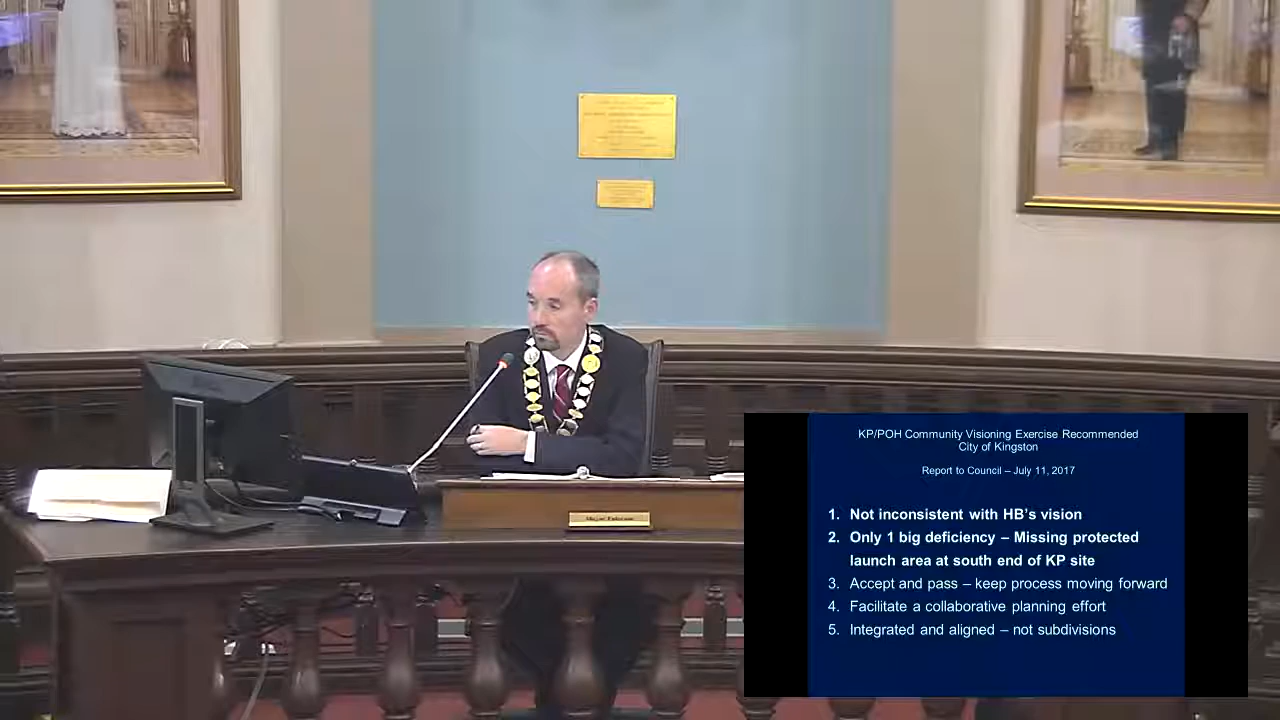 KP/POH Community Visioning Exercise Recommended
City of Kingston
Report to Council – July 11, 2017
1. Not inconsistent with HB's vision
2. Only 1 big deficiency – Missing protected
launch area at south end of KP site
3. Accept and pass – keep process moving forward
4. Facilitate a collaborative planning effort
5. Integrated and aligned – not subdivisions